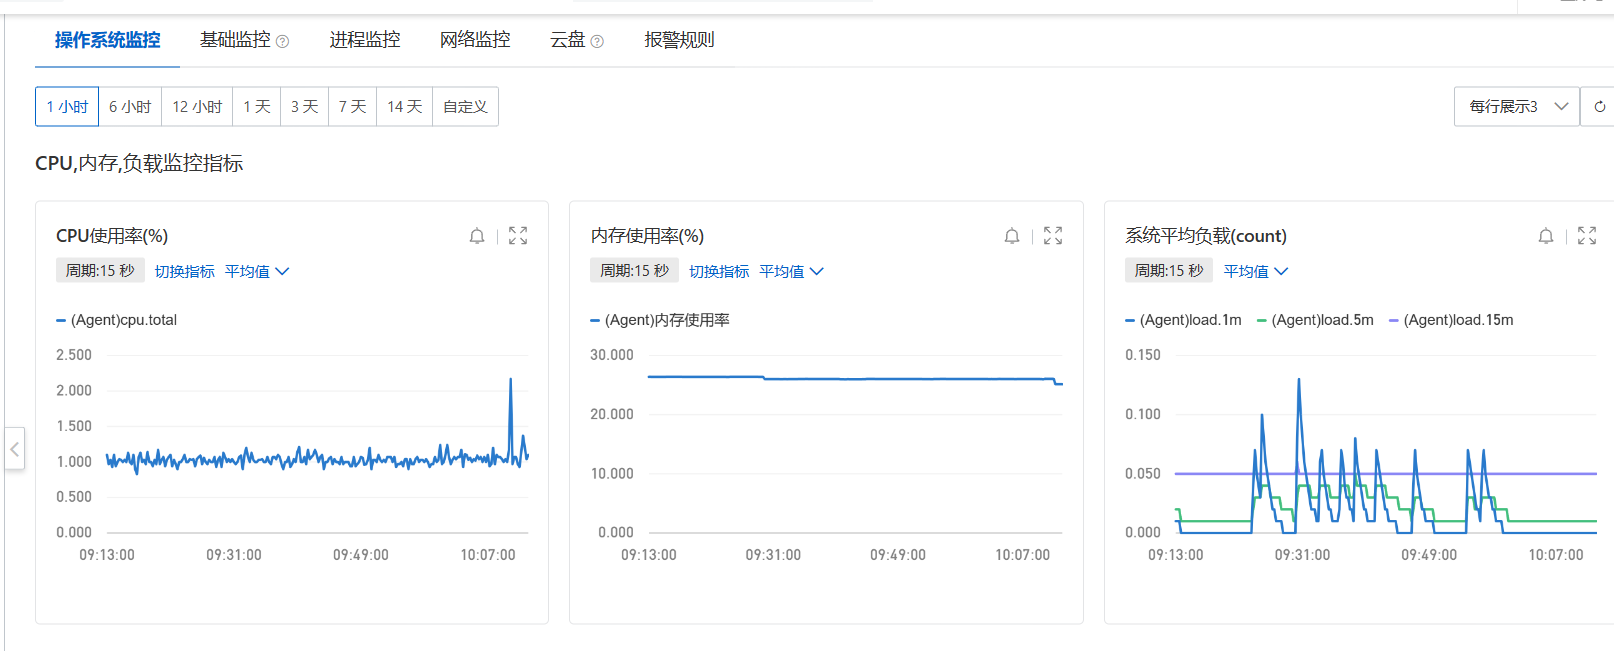 操作系统监控 基础监控 进程监控 网络监控 云盘 报警规则
1 小时 6 小时 12 小时 1 天 3 天 7 天 14 天 自定义 每行展示3
CPU,内存,负载监控指标
CPU使用率(%)
周期:15 秒 切换指标 平均值
(Agent)cpu.total
2.500
2.000
1.500
1.000
0.500
0.000
09:13:00 09:31:00 09:49:00 10:07:00
内存使用率(%)
周期:15 秒 切换指标 平均值
(Agent)内存使用率
30.000
20.000
10.000
0.000
09:13:00 09:31:00 09:49:00 10:07:00
系统平均负载(count)
周期:15 秒 平均值
(Agent)load.1m (Agent)load.5m (Agent)load.15m
0.150
0.100
0.050
0.000
09:13:00 09:31:00 09:49:00 10:07:00